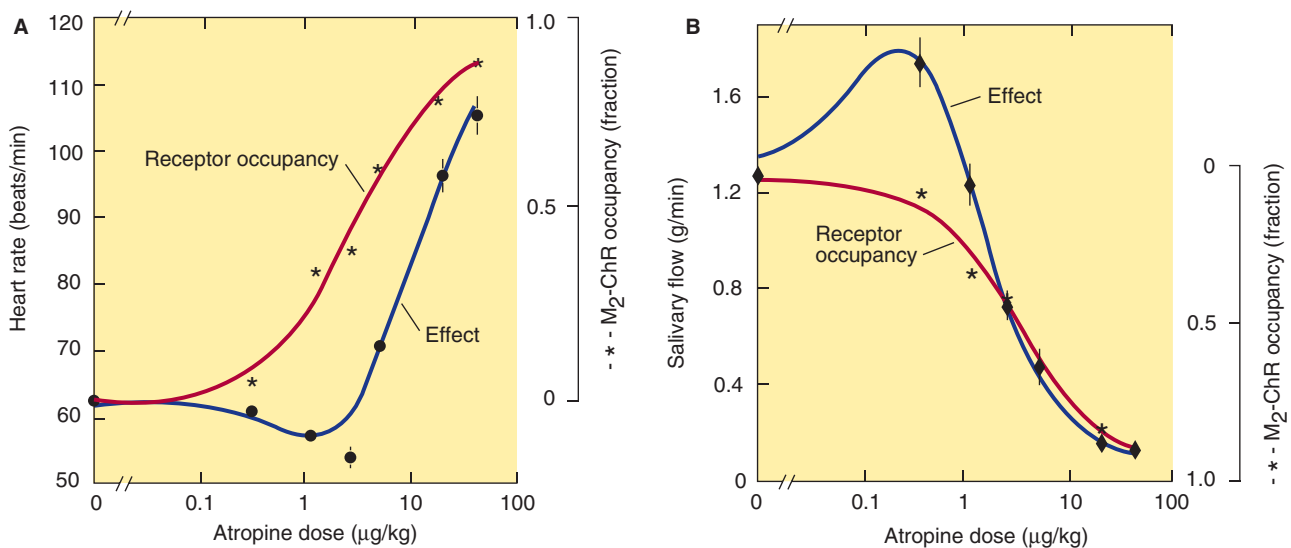 A
120
110
100
90
80
70
60
50
Heart rate (beats/min)
Receptor occupancy
Effect
0
0.1
1
10
100
Atropine dose (μg/kg)
1.0
0.5
0
- * - M2-ChR occupancy (fraction)
B
1.6
1.2
0.8
0.4
0
Salivary flow (g/min)
Effect
Receptor
occupancy
0
0.1
1
10
100
Atropine dose (μg/kg)
0
0.5
1.0
- * - M2-ChR occupancy (fraction)